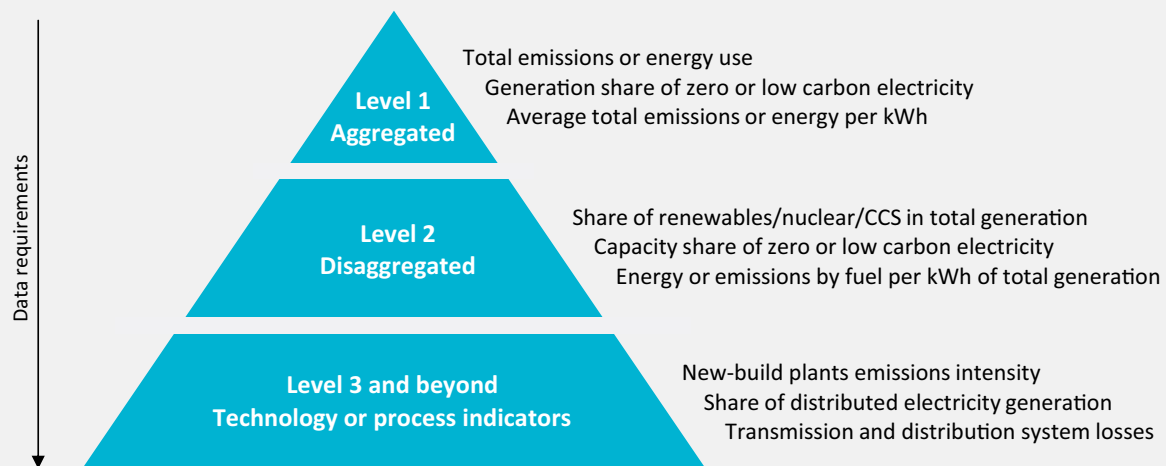 Data requirements
Level 1
Aggregated
Total emissions or energy use
Generation share of zero or low carbon electricity
Average total emissions or energy per kWh
Level 2
Disaggregated
Share of renewables/nuclear/CCS in total generation
Capacity share of zero or low carbon electricity
Energy or emissions by fuel per kWh of total generation
Level 3 and beyond
Technology or process indicators
New-build plants emissions intensity
Share of distributed electricity generation
Transmission and distribution system losses